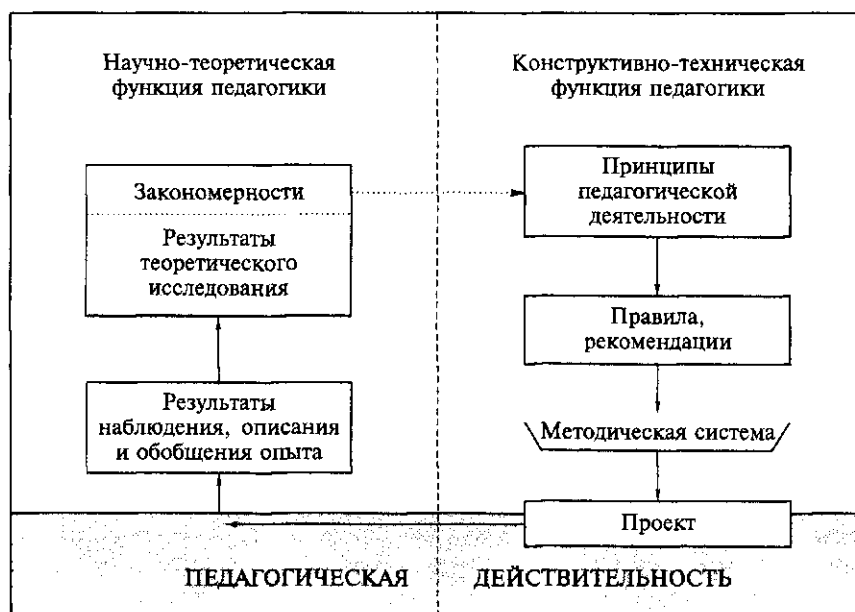 Научно-теоретическая
функция педагогики
Закономерности
Результаты
теоретического
исследования
Результаты
наблюдения, описания
и обобщения опыта
Конструктивно-техническая
функция педагогики
Принципы
педагогической
деятельности
Правила,
рекомендации
Методическая система
Проект
ПЕДАГОГИЧЕСКАЯ ДЕЙСТВИТЕЛЬНОСТЬ